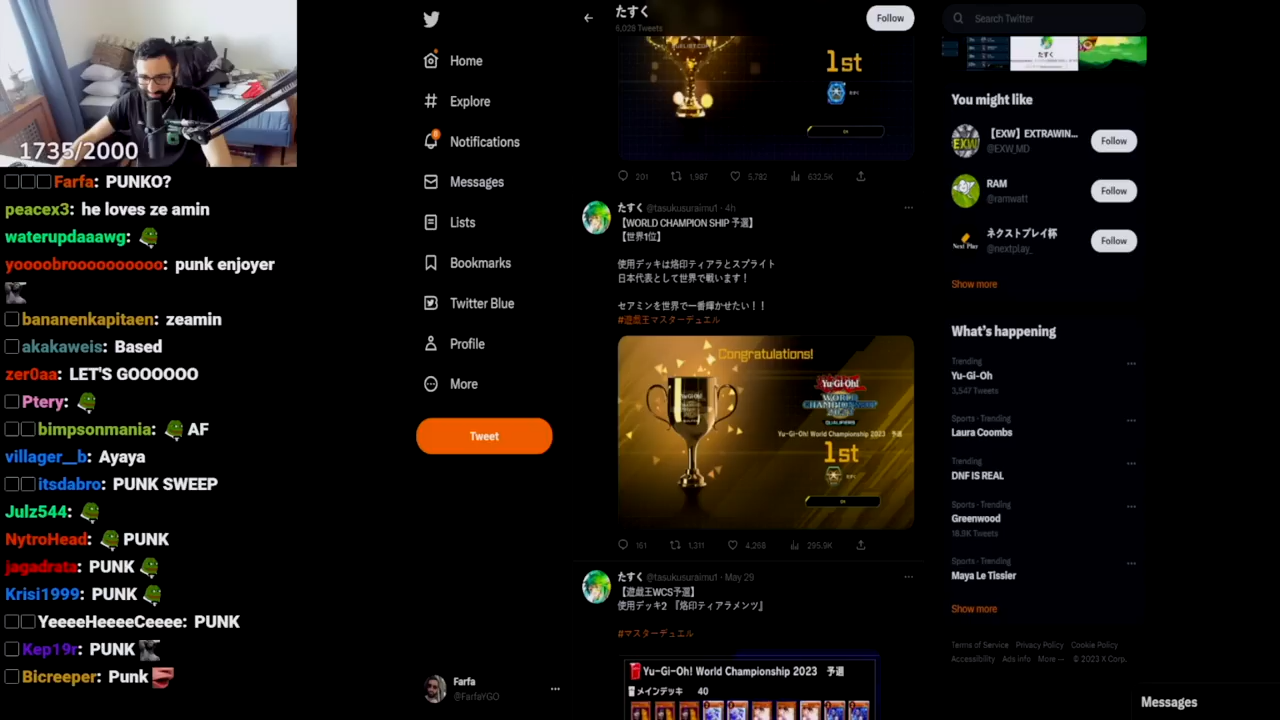 1735/2000
Farfa: PUNKO?
peacex3: he loves ze amin
waterupdaaawg:
yoooobroooooooooo: punk enjoyer
bananenkapitaen: zeamin
akakaweis: Based
zer0aa: LET'S GOOOOOO
Ptery:
bimpsonmania: AF
villager__b: Ayaya
itsdabro: PUNK SWEEP
Julz544:
NytroHead: PUNK
jagadrata: PUNK
Krisi1999: PUNK
YeeeeHeeeeCeeee: PUNK
Kep19r: PUNK
Bicreeper: Punk
Home
Explore
8
Notifications
Messages
Lists
Bookmarks
Twitter Blue
Profile
More
Tweet
Farfa
@FarfaYGO
たすく
6,028 Tweets
Follow
1st
OK
201 1,987 5,782 632.5K
たすく @tasukusuraimu1 · 4h
【WORLD CHAMPION SHIP 予選】
【世界1位】
使用デッキは烙印ティアラとスプライト
日本代表として世界で戦います！
セアミンを世界で一番輝かせたい！！
#遊戯王マスターデュエル
Congratulations!
Yu-Gi-Oh!
WORLD
CHAMPIONSHIP
2023
QUALIFIERS
Yu-Gi-Oh! World Championship 2023 予選
1st
OK
161 1,311 4,268 295.9K
たすく @tasukusuraimu1 · May 29
【遊戯王WCS予選】
使用デッキ2 『烙印ティアラメンツ』
#マスターデュエル
Yu-Gi-Oh! World Championship 2023 予選
メインデッキ 40
Search Twitter
たすく
You might like
EXW
【EXW】EXTRAWIN...
@EXW_MD
Follow
RAM
@ramwatt
Follow
Next Play
ネクストプレイ杯
@nextplay_
Follow
Show more
What's happening
Trending
Yu-Gi-Oh
3,547 Tweets
Sports · Trending
Laura Coombs
Trending
DNF IS REAL
Sports · Trending
Greenwood
18.9K Tweets
Sports · Trending
Maya Le Tissier
Show more
Terms of Service Privacy Policy Cookie Policy
Accessibility Ads info More ··· © 2023 X Corp.
Messages